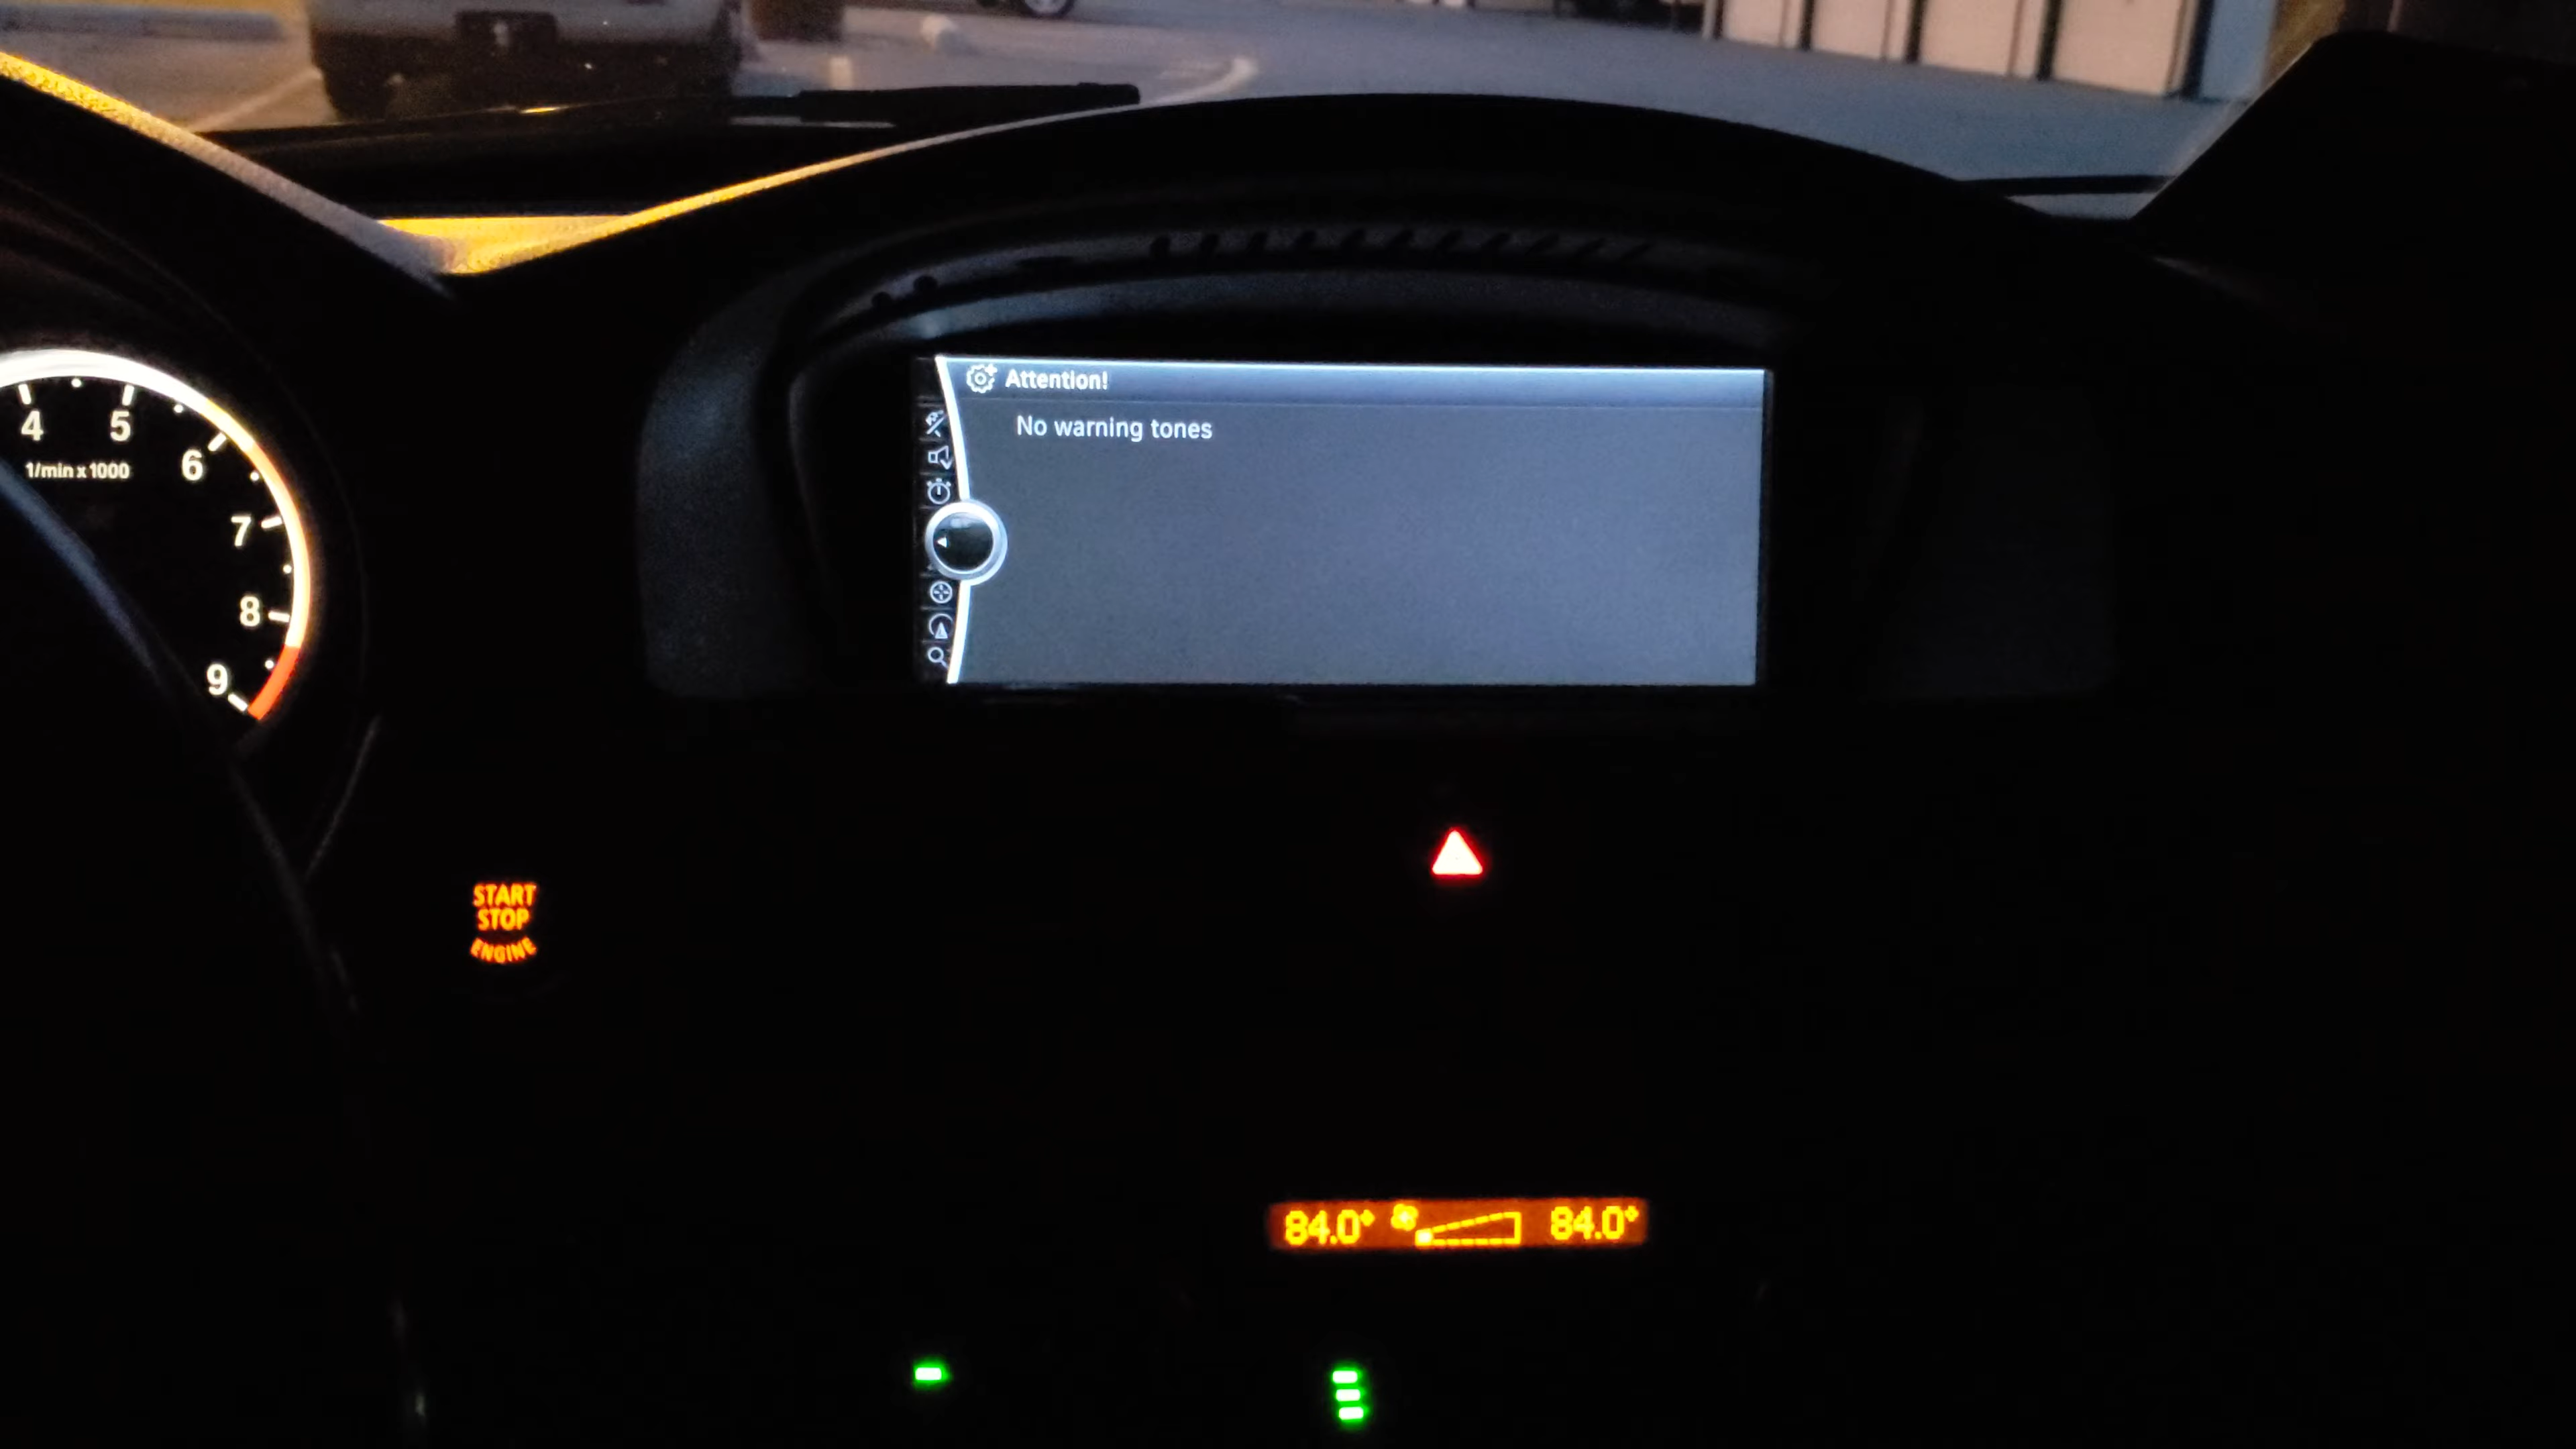 Attention!
No warning tones
4
5
6
1/min x 1000
7
8
9
START
STOP
ENGINE
84.0°
84.0°